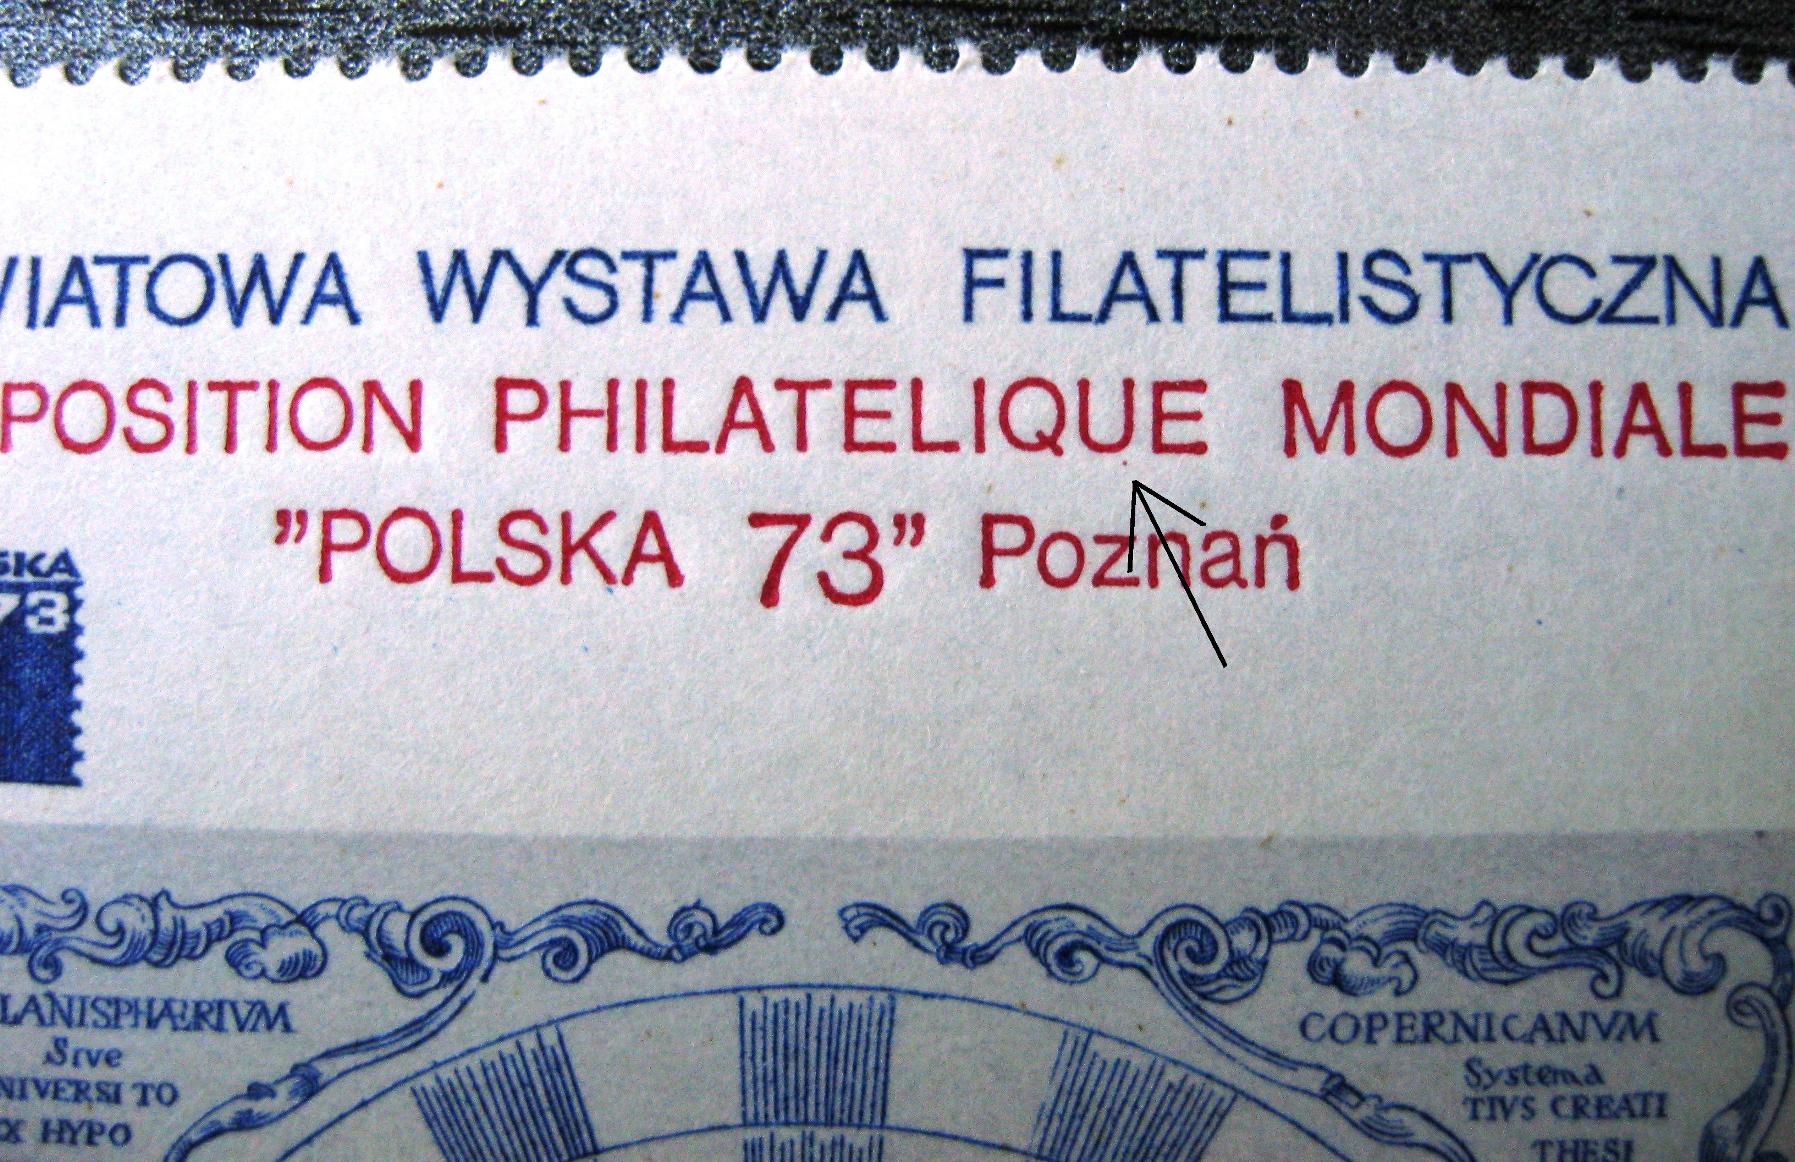 WIATOWA WYSTAWA FILATELISTYCZNA
POSITION PHILATELIQUE MONDIALE
”POLSKA 73” Poznań
SKA
73
LANISPHÆRIVM
Sive
NIVERSI TO
EX HYPO
COPERNICANVM
Systema
TIVS CREATI
THESI